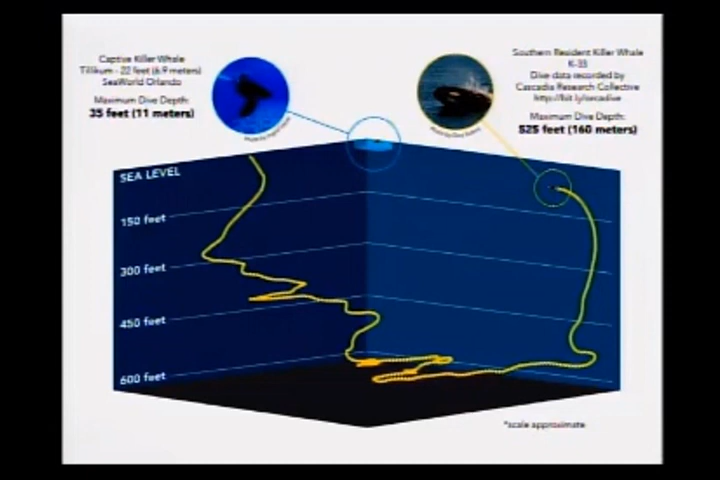 Captive Killer Whale
Tillikum - 22 feet (6.9 meters)
SeaWorld Orlando
Maximum Dive Depth:
35 feet (11 meters)
Southern Resident Killer Whale
K-33
Dive data recorded by
Cascadia Research Collective
Maximum Dive Depth:
525 feet (160 meters)
SEA LEVEL
150 feet
300 feet
450 feet
600 feet
*scale approximate